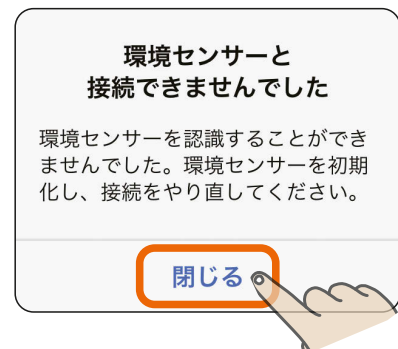 環境センサーと
接続できませんでした
環境センサーを認識することができ
ませんでした。環境センサーを初期
化し、接続をやり直してください。
閉じる